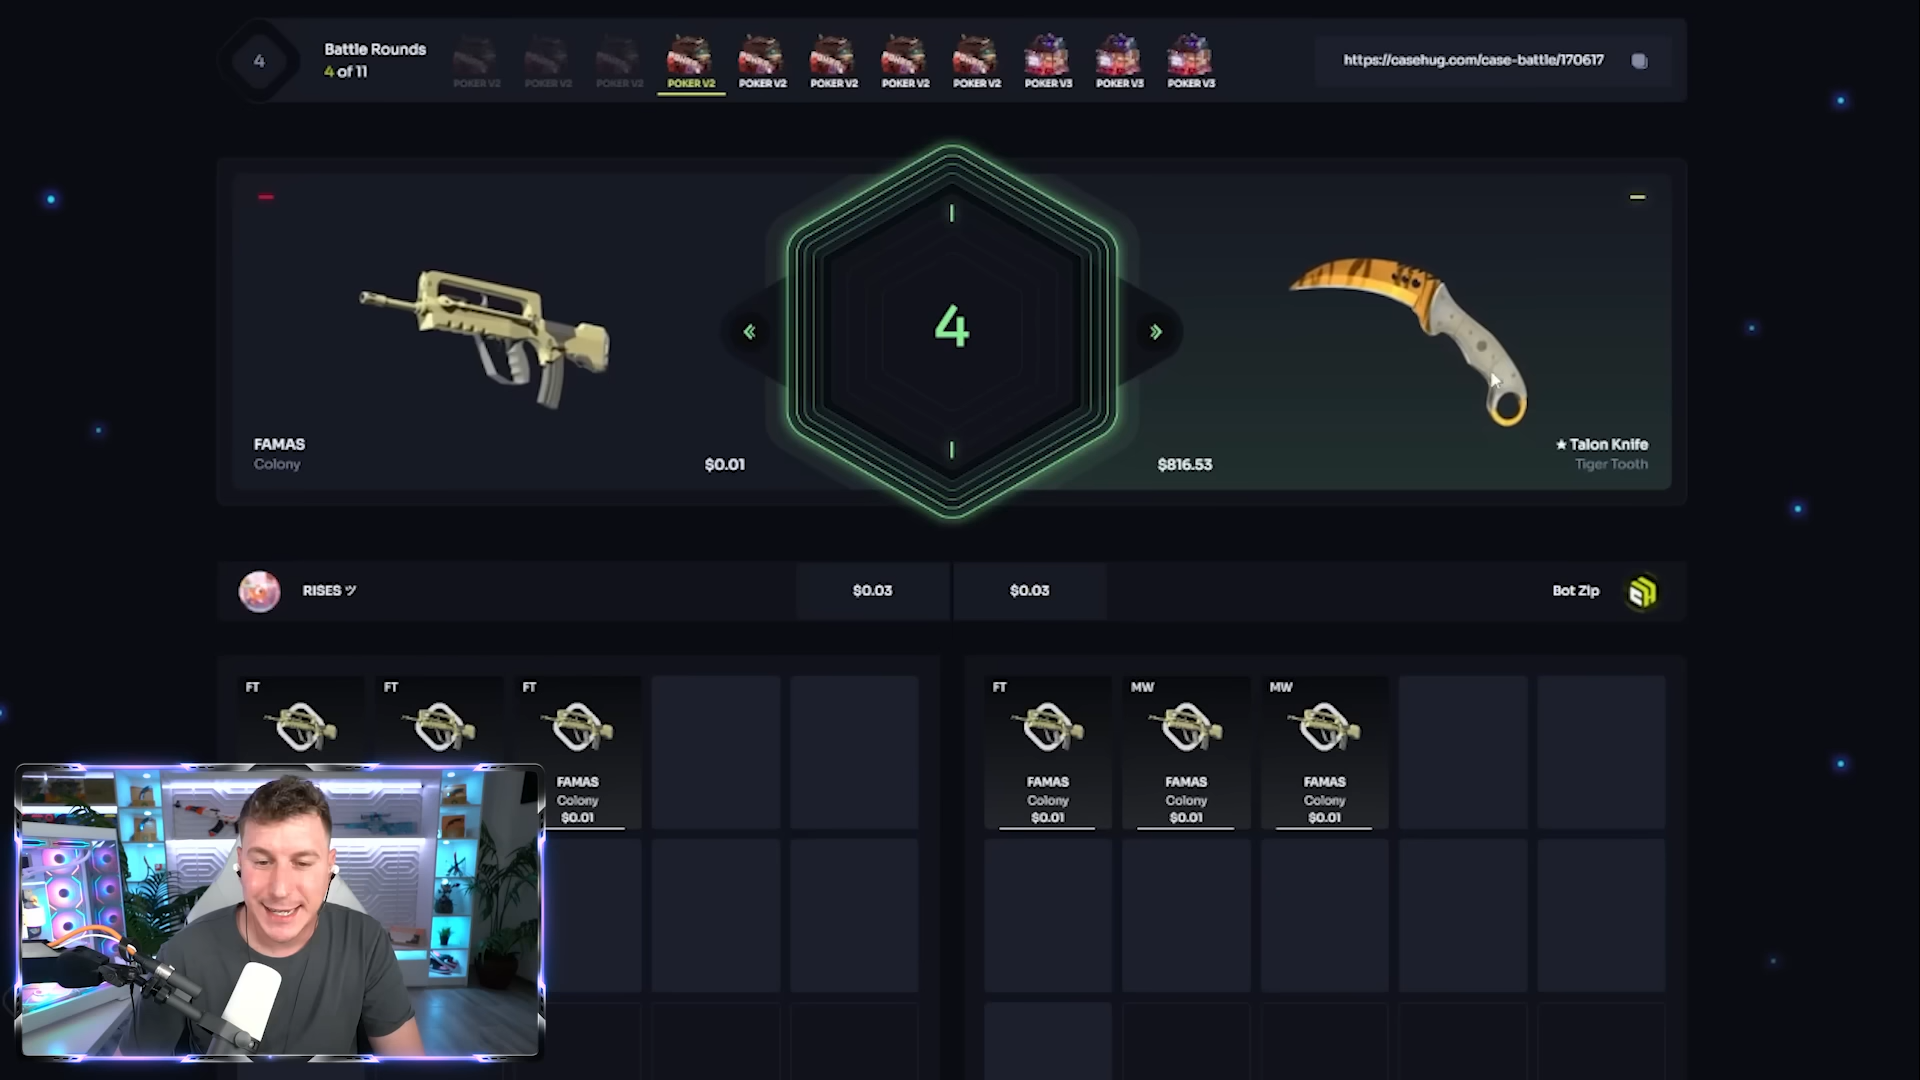 4
Battle Rounds
4 of 11
POKER V2
POKER V2
POKER V2
POKER V2
POKER V2
POKER V2
POKER V2
POKER V2
POKER V3
POKER V3
POKER V3
https://casehug.com/case-battle/170617
4
FAMAS
Colony
$0.01
$816.53
★ Talon Knife
Tiger Tooth
RISES ツ
$0.03
$0.03
Bot Zip
FT
FT
FT
FAMAS
Colony
$0.01
FT
FAMAS
Colony
$0.01
MW
FAMAS
Colony
$0.01
MW
FAMAS
Colony
$0.01